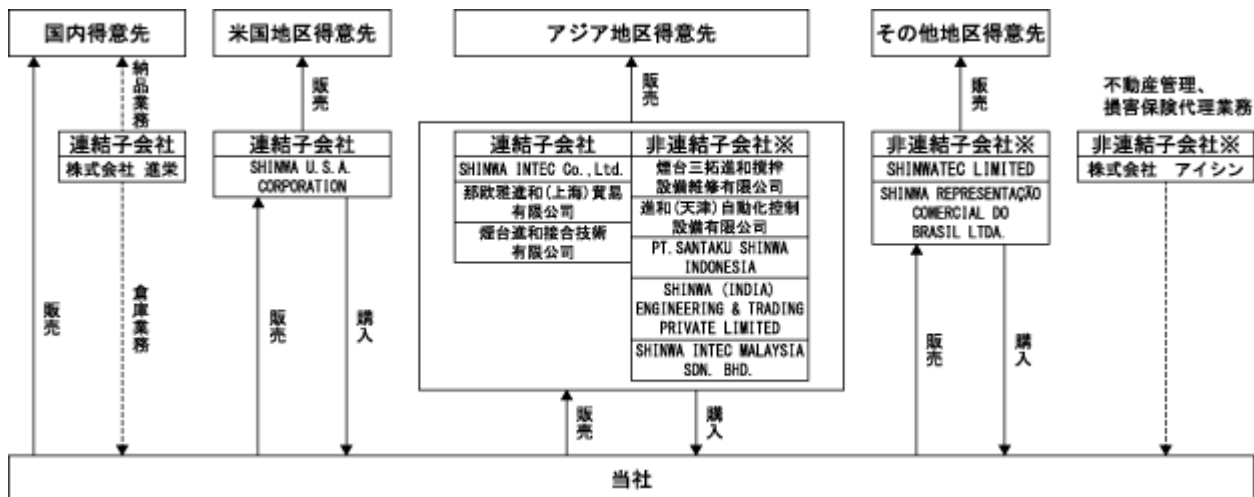 国内得意先
米国地区得意先
アジア地区得意先
その他地区得意先
納品業務
販売
販売
販売
不動産管理、
損害保険代理業務
連結子会社
株式会社 進栄
連結子会社
SHINWA U.S.A.
CORPORATION
連結子会社
SHINWA INTEC Co.,Ltd.
那欧雅進和(上海)貿易
有限公司
煙台進和接合技術
有限公司
非連結子会社※
煙台三拓進和撹拌
設備維修有限公司
進和(天津)自動化控制
設備有限公司
PT.SANTAKU SHINWA
INDONESIA
SHINWA (INDIA)
ENGINEERING & TRADING
PRIVATE LIMITED
SHINWA INTEC MALAYSIA
SDN. BHD.
非連結子会社※
SHINWATEC LIMITED
SHINWA REPRESENTAÇÃO
COMERCIAL DO
BRASIL LTDA.
非連結子会社※
株式会社 アイシン
販売
倉庫業務
販売
購入
販売
購入
販売
購入
当社